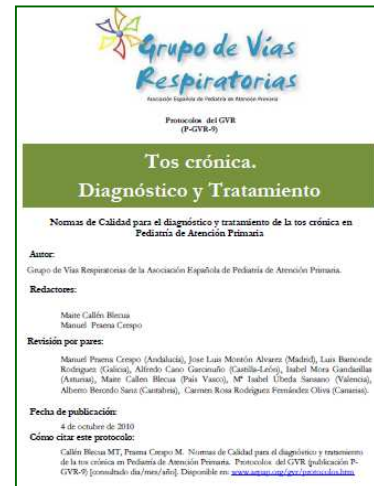 Grupo de Vías
Respiratorias
Asociación Española de Pediatría de Atención Primaria
Protocolos del GVR
(P-GVR-9)
Tos crónica.
Diagnóstico y Tratamiento
Normas de Calidad para el diagnóstico y tratamiento de la tos crónica en
Pediatría de Atención Primaria
Autor:
Grupo de Vías Respiratorias de la Asociación Española de Pediatría de Atención Primaria.
Redactores:
Maite Callén Blecua
Manuel Praena Crespo
Revisión por pares:
Manuel Praena Crespo (Andalucía), Jose Luis Montón Alvarez (Madrid), Luis Bamonde
Rodriguez (Galicia), Alfredo Cano Garcinuño (Castilla-León), Isabel Mora Gandarillas
(Asturias), Maite Callen Blecua (País Vasco), Mª Isabel Úbeda Sansano (Valencia),
Alberto Bercedo Sanz (Cantabria), Carmen Rosa Rodríguez Fernández Oliva (Canarias).
Fecha de publicación:
4 de octubre de 2010
Cómo citar este protocolo:
Callén Blecua MT, Praena Crespo M. Normas de Calidad para el diagnóstico y tratamiento
de la tos crónica en Pediatría de Atención Primaria. Protocolos del GVR (publicación P-
GVR-9) [consultado día/mes/año]. Disponible en: www.aepap.org/gvr/protocolos.htm